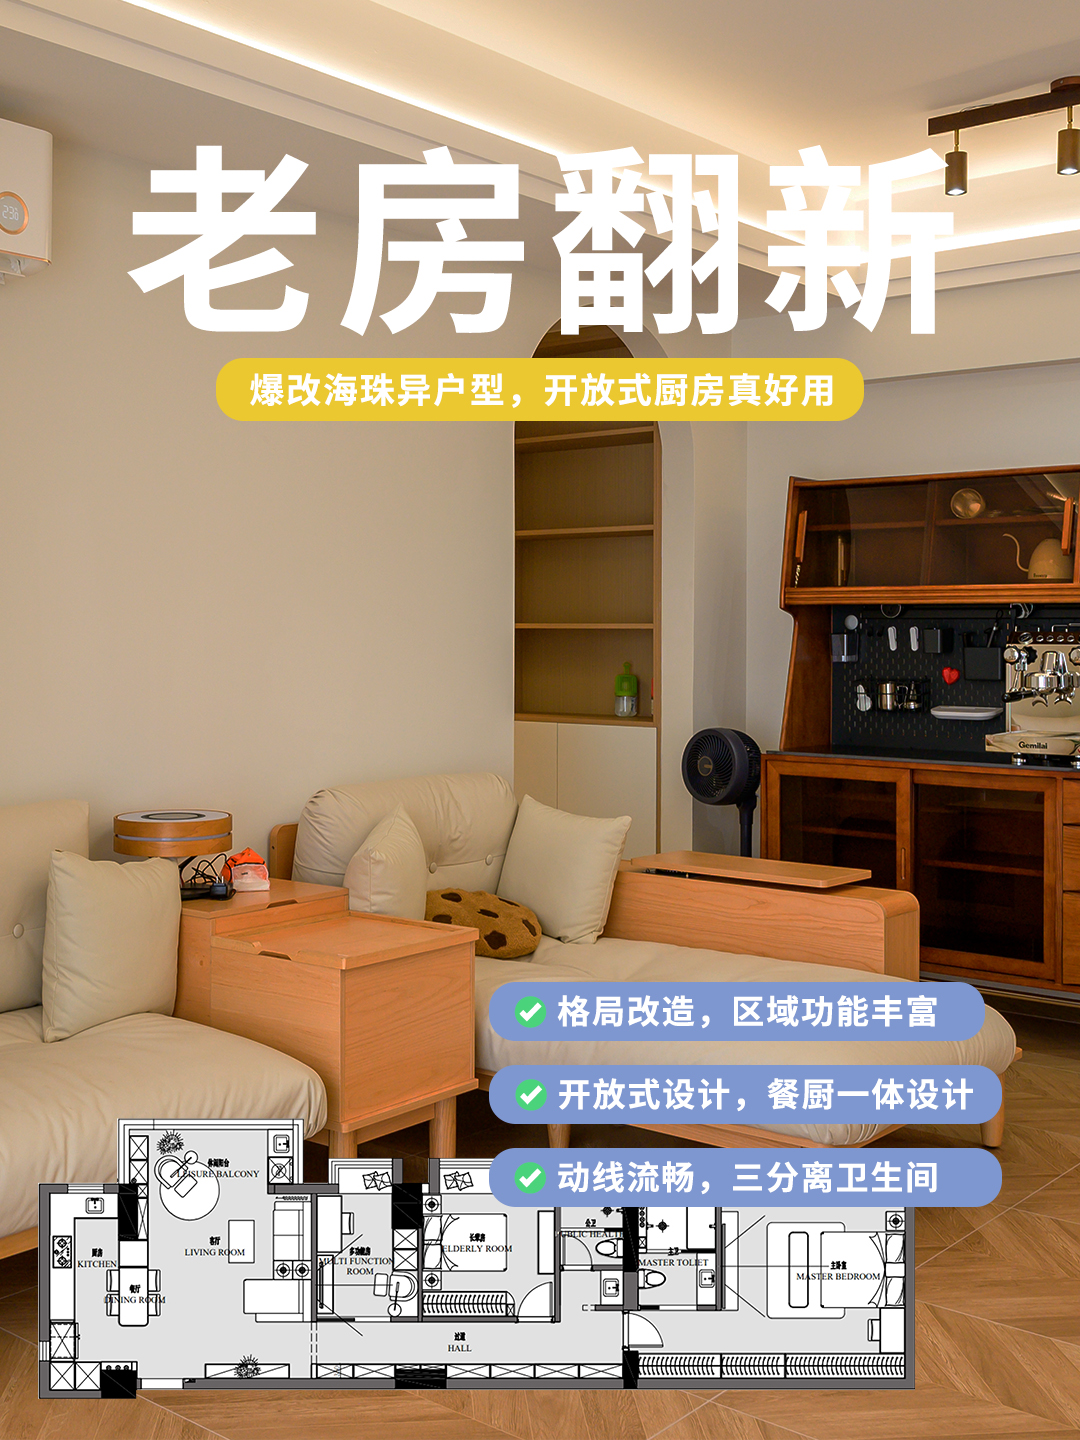 236
老房翻新
爆改海珠异户型，开放式厨房真好用
Gemilai
格局改造，区域功能丰富
开放式设计，餐厨一体设计
动线流畅，三分离卫生间
休闲阳台
LEISURE BALCONY
客厅
LIVING ROOM
厨房
KITCHEN
餐厅
DINING ROOM
多功能房
MULTI FUNCTION
ROOM
长辈房
ELDERLY ROOM
公卫
PUBLIC HEALTH
主卫
MASTER TOLIET
主卧室
MASTER BEDROOM
过道
HALL